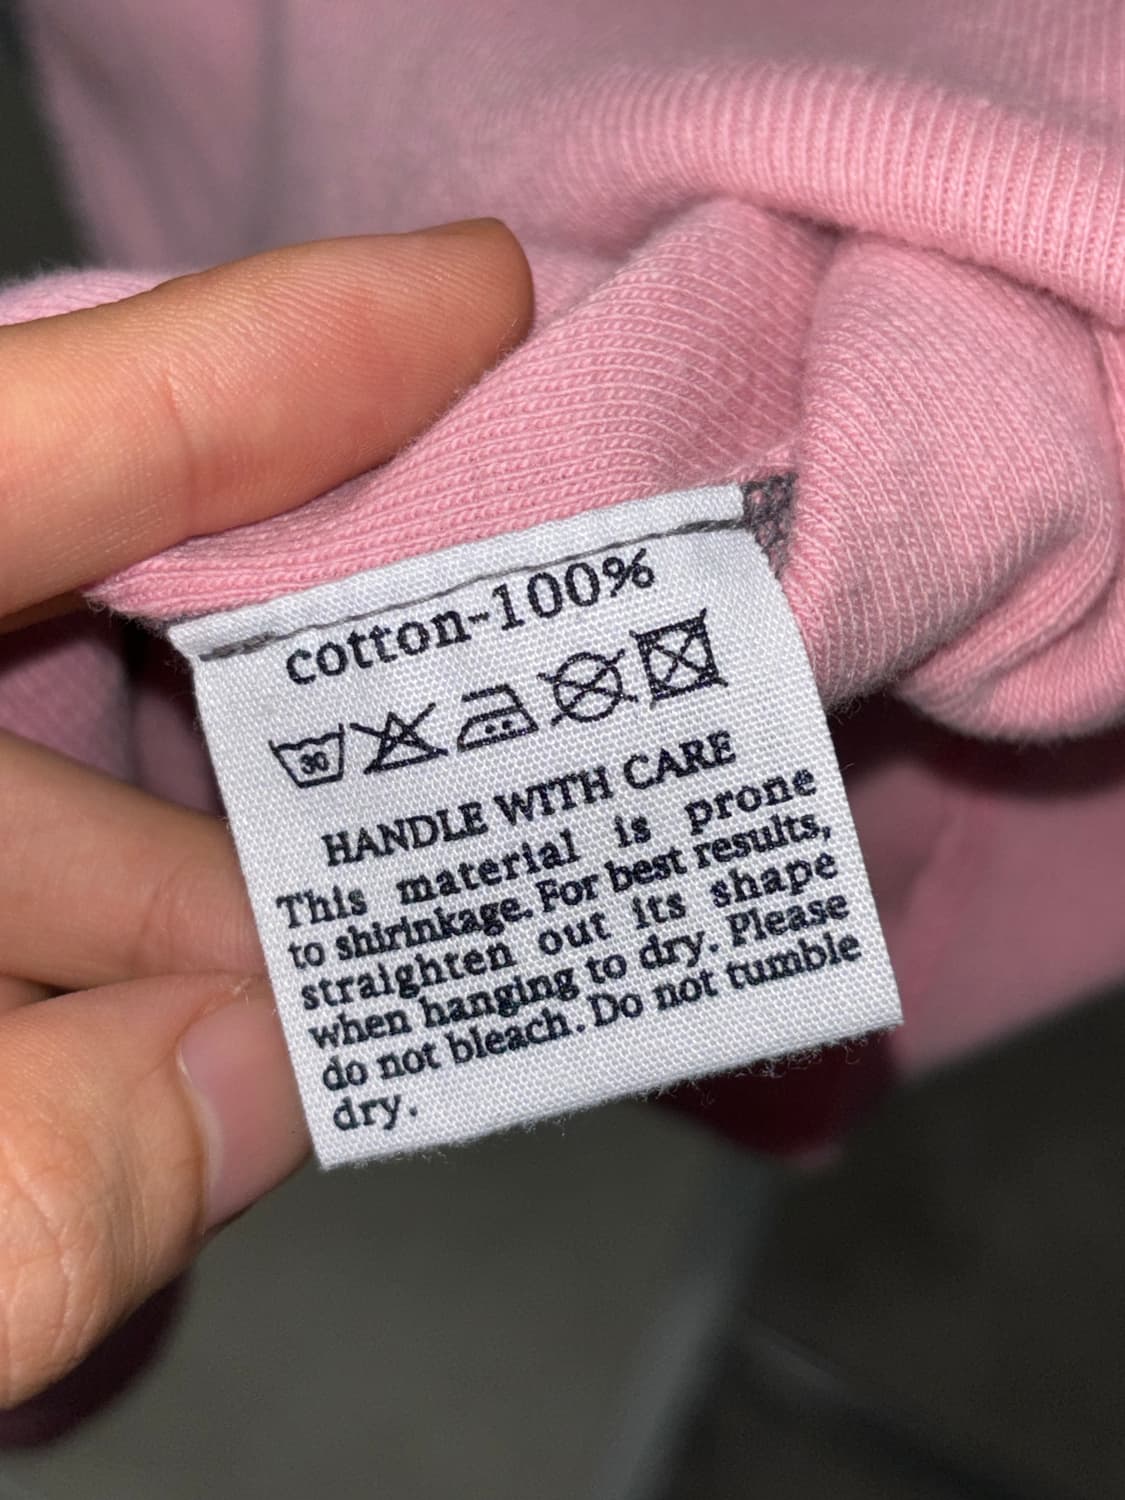 cotton-100%
30
HANDLE WITH CARE
This material is prone
to shirinkage. For best results,
straighten out its shape
when hanging to dry. Please
do not bleach. Do not tumble
dry.